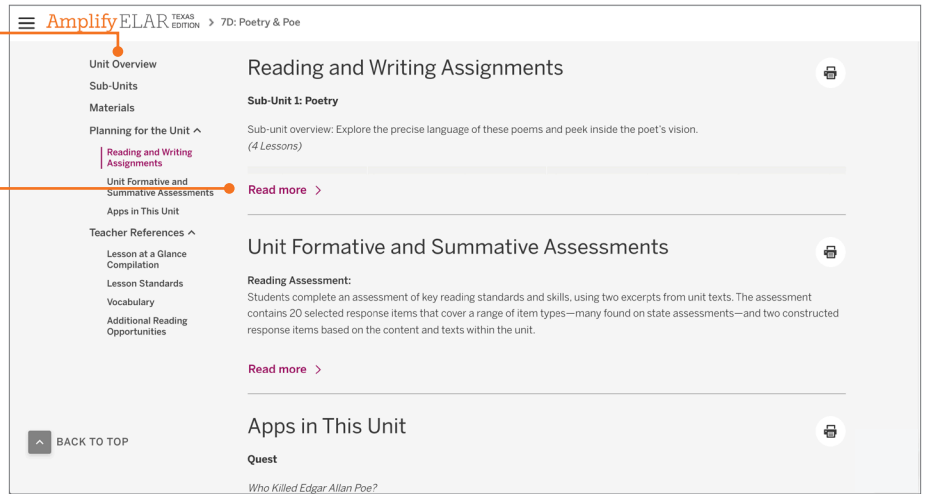 Amplify ELAR TEXAS EDITION > 7D: Poetry & Poe
Unit Overview
Sub-Units
Materials
Planning for the Unit
Reading and Writing
Assignments
Unit Formative and
Summative Assessments
Apps in This Unit
Teacher References
Lesson at a Glance
Compilation
Lesson Standards
Vocabulary
Additional Reading
Opportunities
BACK TO TOP
Reading and Writing Assignments
Sub-Unit 1: Poetry
Sub-unit overview: Explore the precise language of these poems and peek inside the poet's vision.
(4 Lessons)
Read more >
Unit Formative and Summative Assessments
Reading Assessment:
Students complete an assessment of key reading standards and skills, using two excerpts from unit texts. The assessment
contains 20 selected response items that cover a range of item types—many found on state assessments—and two constructed
response items based on the content and texts within the unit.
Read more >
Apps in This Unit
Quest
Who Killed Edgar Allan Poe?